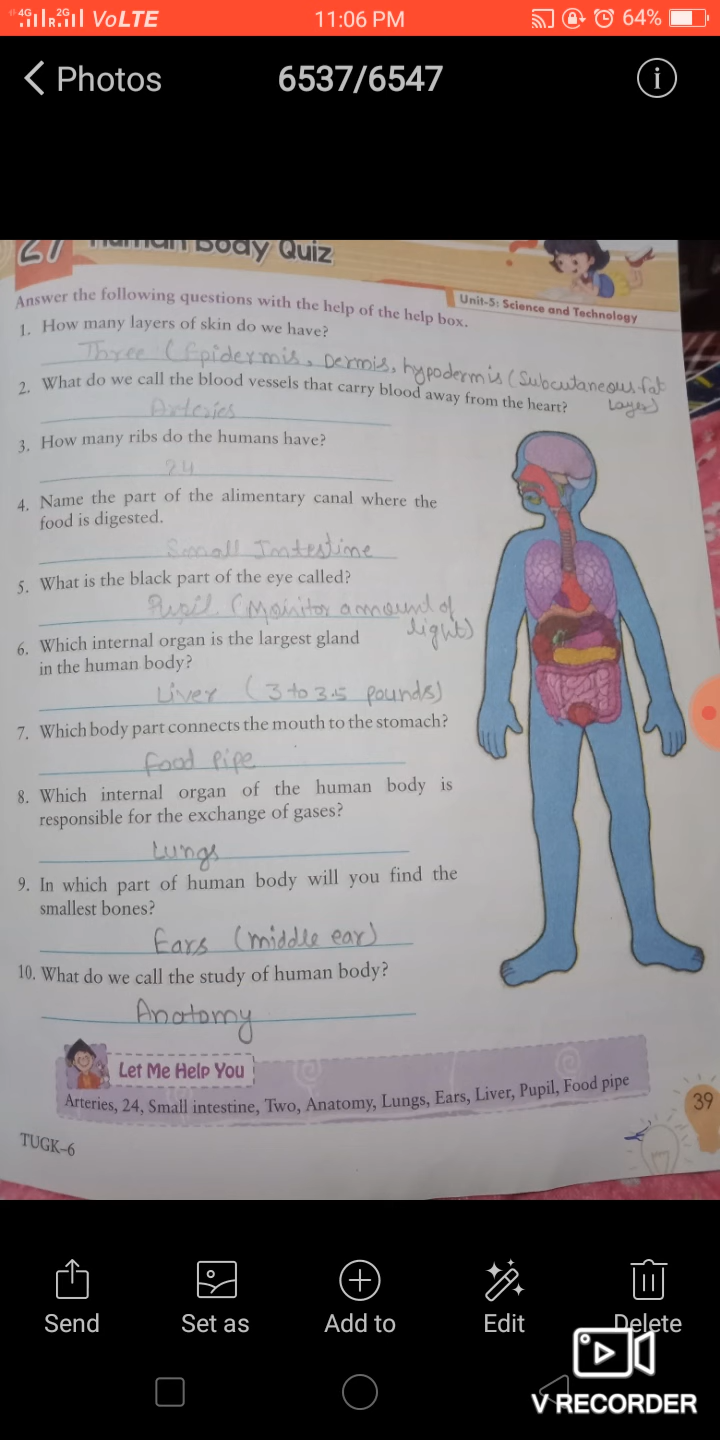 4G R 2G VoLTE 11:06 PM 64%
Photos 6537/6547
27 Human Body Quiz
Unit-5: Science and Technology
Answer the following questions with the help of the help box.
1. How many layers of skin do we have?
Three (Epidermis, Dermis, hypodermis (Subcutaneous fat
Layer)
2. What do we call the blood vessels that carry blood away from the heart?
Arteries
3. How many ribs do the humans have?
24
4. Name the part of the alimentary canal where the
food is digested.
Small Intestine
5. What is the black part of the eye called?
Pupil (Monitor amount of
light)
6. Which internal organ is the largest gland
in the human body?
Liver (3 to 3.5 pounds)
7. Which body part connects the mouth to the stomach?
food pipe
8. Which internal organ of the human body is
responsible for the exchange of gases?
Lungs
9. In which part of human body will you find the
smallest bones?
Ears (middle ear)
10. What do we call the study of human body?
Anatomy
Let Me Help You
Arteries, 24, Small intestine, Two, Anatomy, Lungs, Ears, Liver, Pupil, Food pipe
39
TUGK-6
Send Set as Add to Edit Delete
V RECORDER